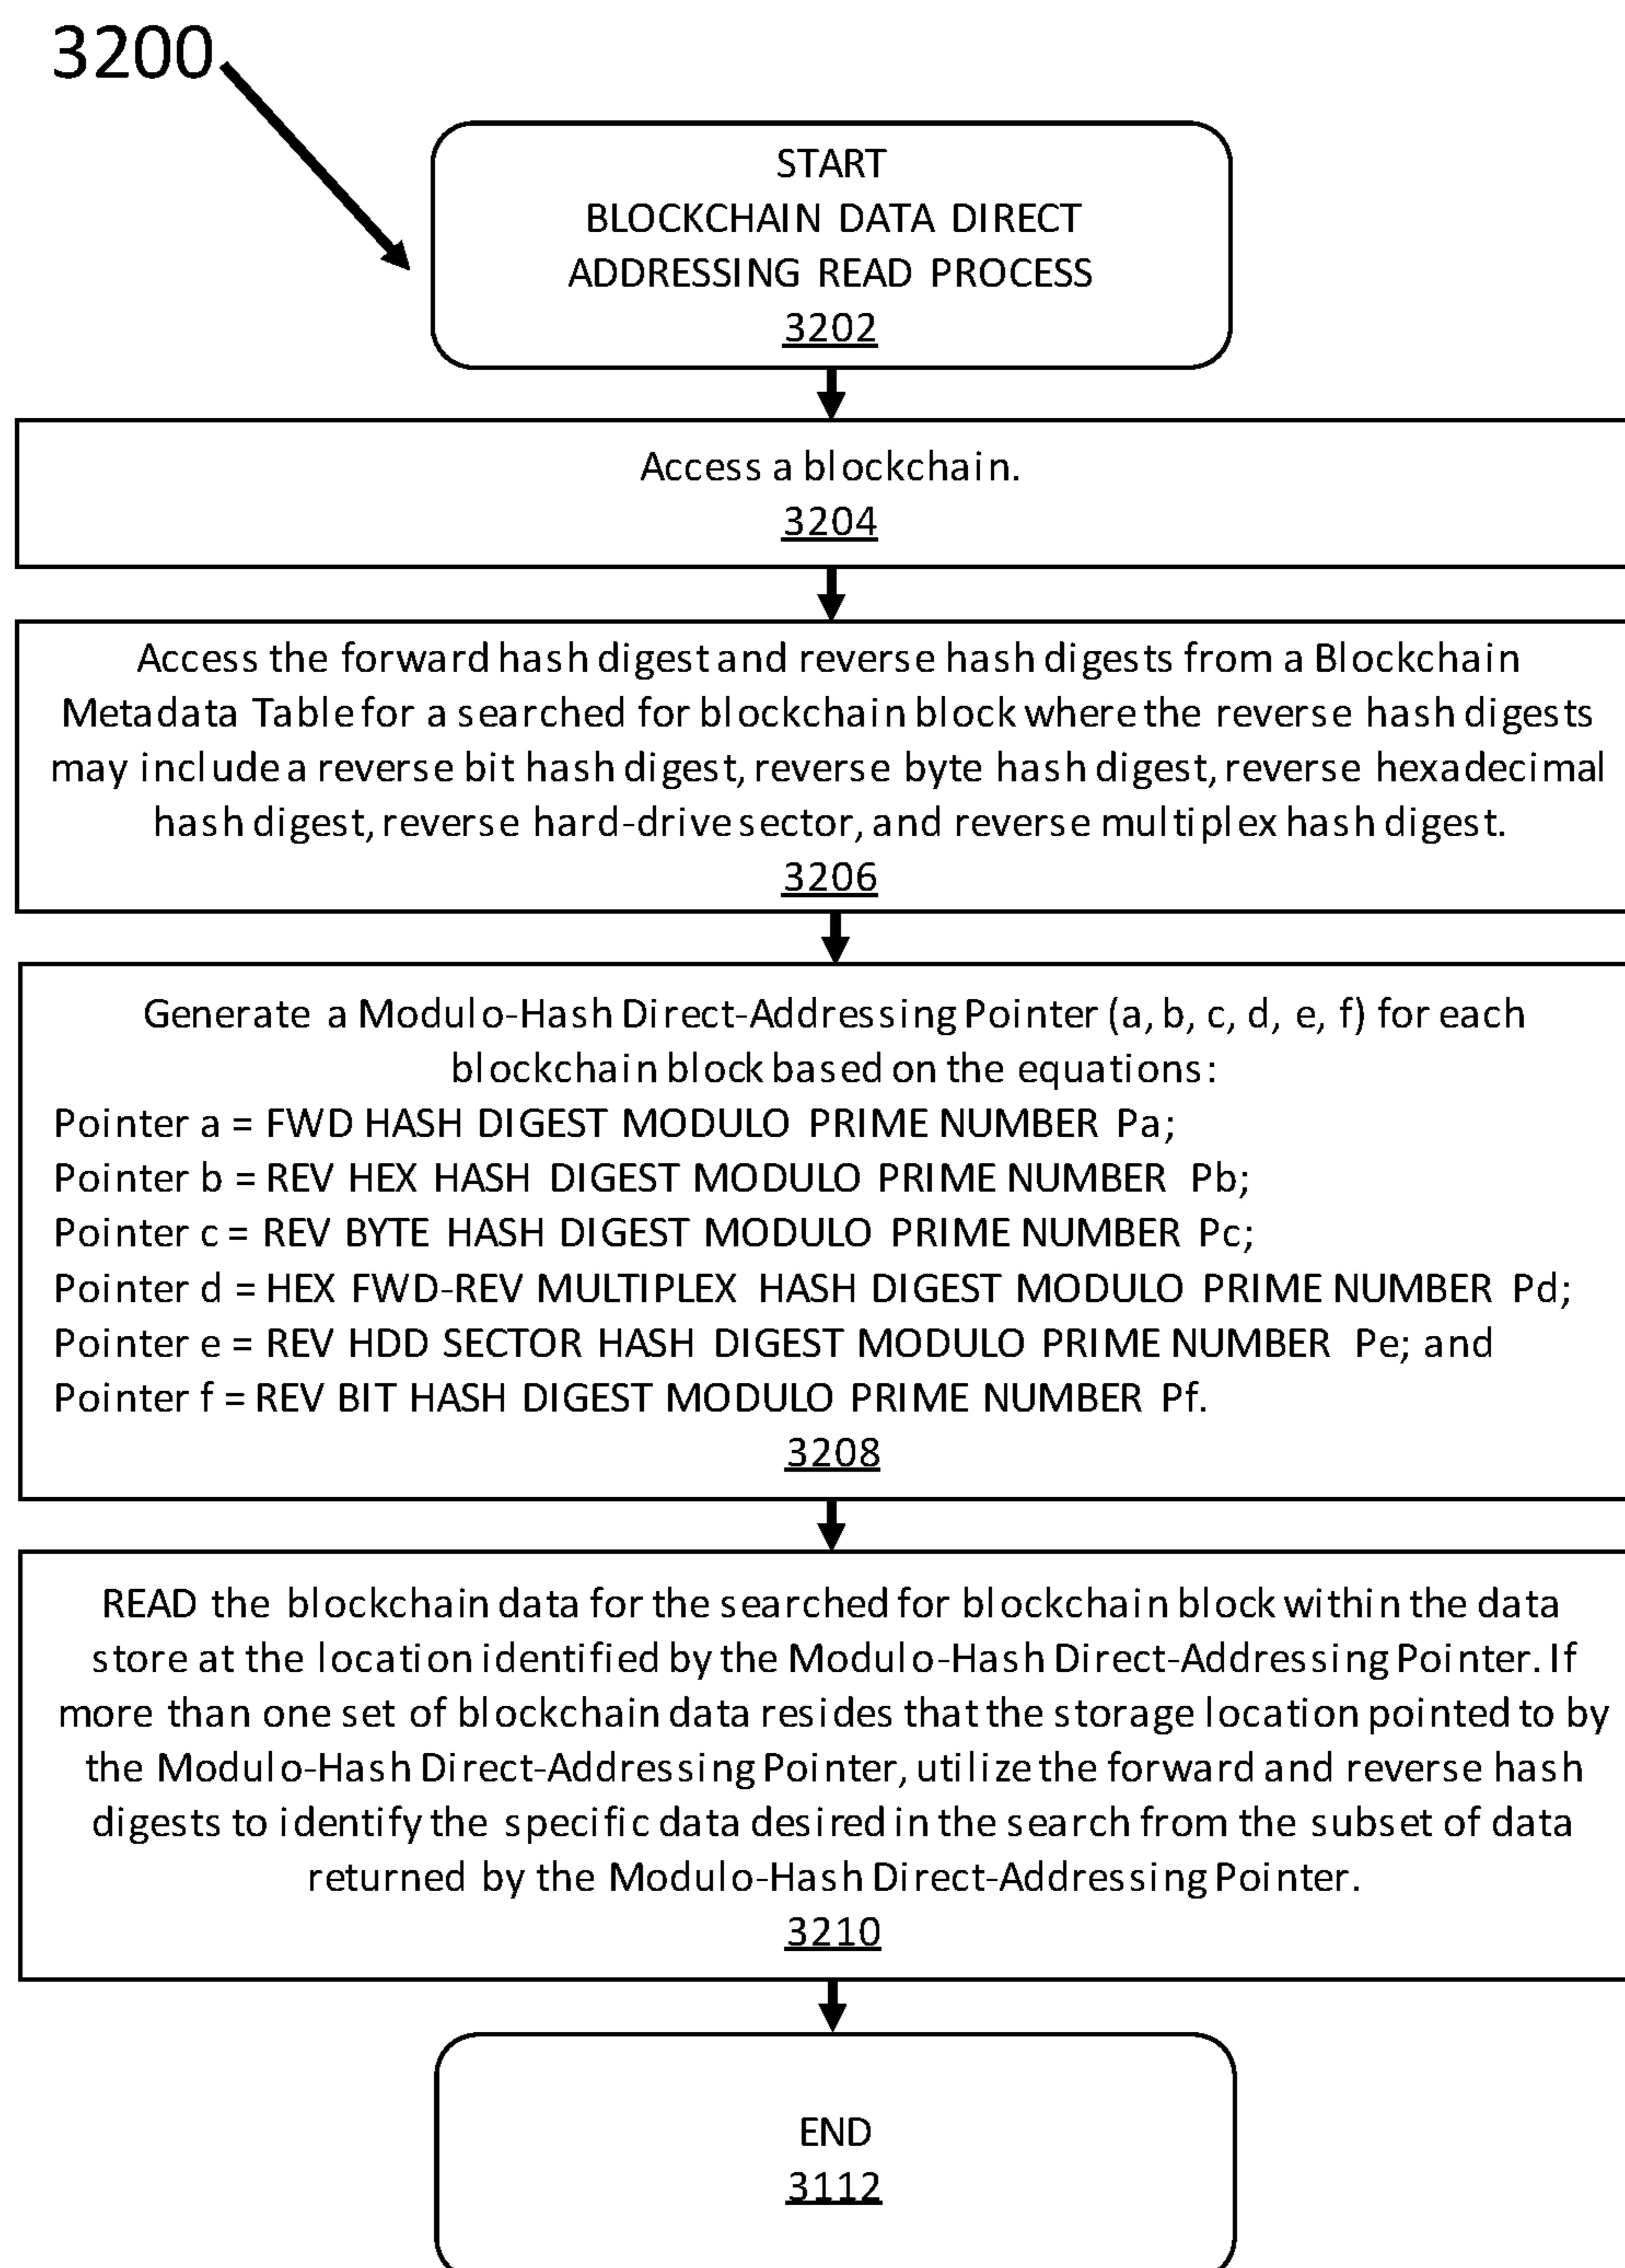 3200
START
BLOCKCHAIN DATA DIRECT
ADDRESSING READ PROCESS
3202
Access a blockchain.
3204
Access the forward hash digest and reverse hash digests from a Blockchain
Metadata Table for a searched for blockchain block where the reverse hash digests
may include a reverse bit hash digest, reverse byte hash digest, reverse hexadecimal
hash digest, reverse hard-drive sector, and reverse multiplex hash digest.
3206
Generate a Modulo-Hash Direct-Addressing Pointer (a, b, c, d, e, f) for each
blockchain block based on the equations:
Pointer a = FWD HASH DIGEST MODULO PRIME NUMBER Pa;
Pointer b = REV HEX HASH DIGEST MODULO PRIME NUMBER Pb;
Pointer c = REV BYTE HASH DIGEST MODULO PRIME NUMBER Pc;
Pointer d = HEX FWD-REV MULTIPLEX HASH DIGEST MODULO PRIME NUMBER Pd;
Pointer e = REV HDD SECTOR HASH DIGEST MODULO PRIME NUMBER Pe; and
Pointer f = REV BIT HASH DIGEST MODULO PRIME NUMBER Pf.
3208
READ the blockchain data for the searched for blockchain block within the data
store at the location identified by the Modulo-Hash Direct-Addressing Pointer. If
more than one set of blockchain data resides that the storage location pointed to by
the Modulo-Hash Direct-Addressing Pointer, utilize the forward and reverse hash
digests to identify the specific data desired in the search from the subset of data
returned by the Modulo-Hash Direct-Addressing Pointer.
3210
END
3112